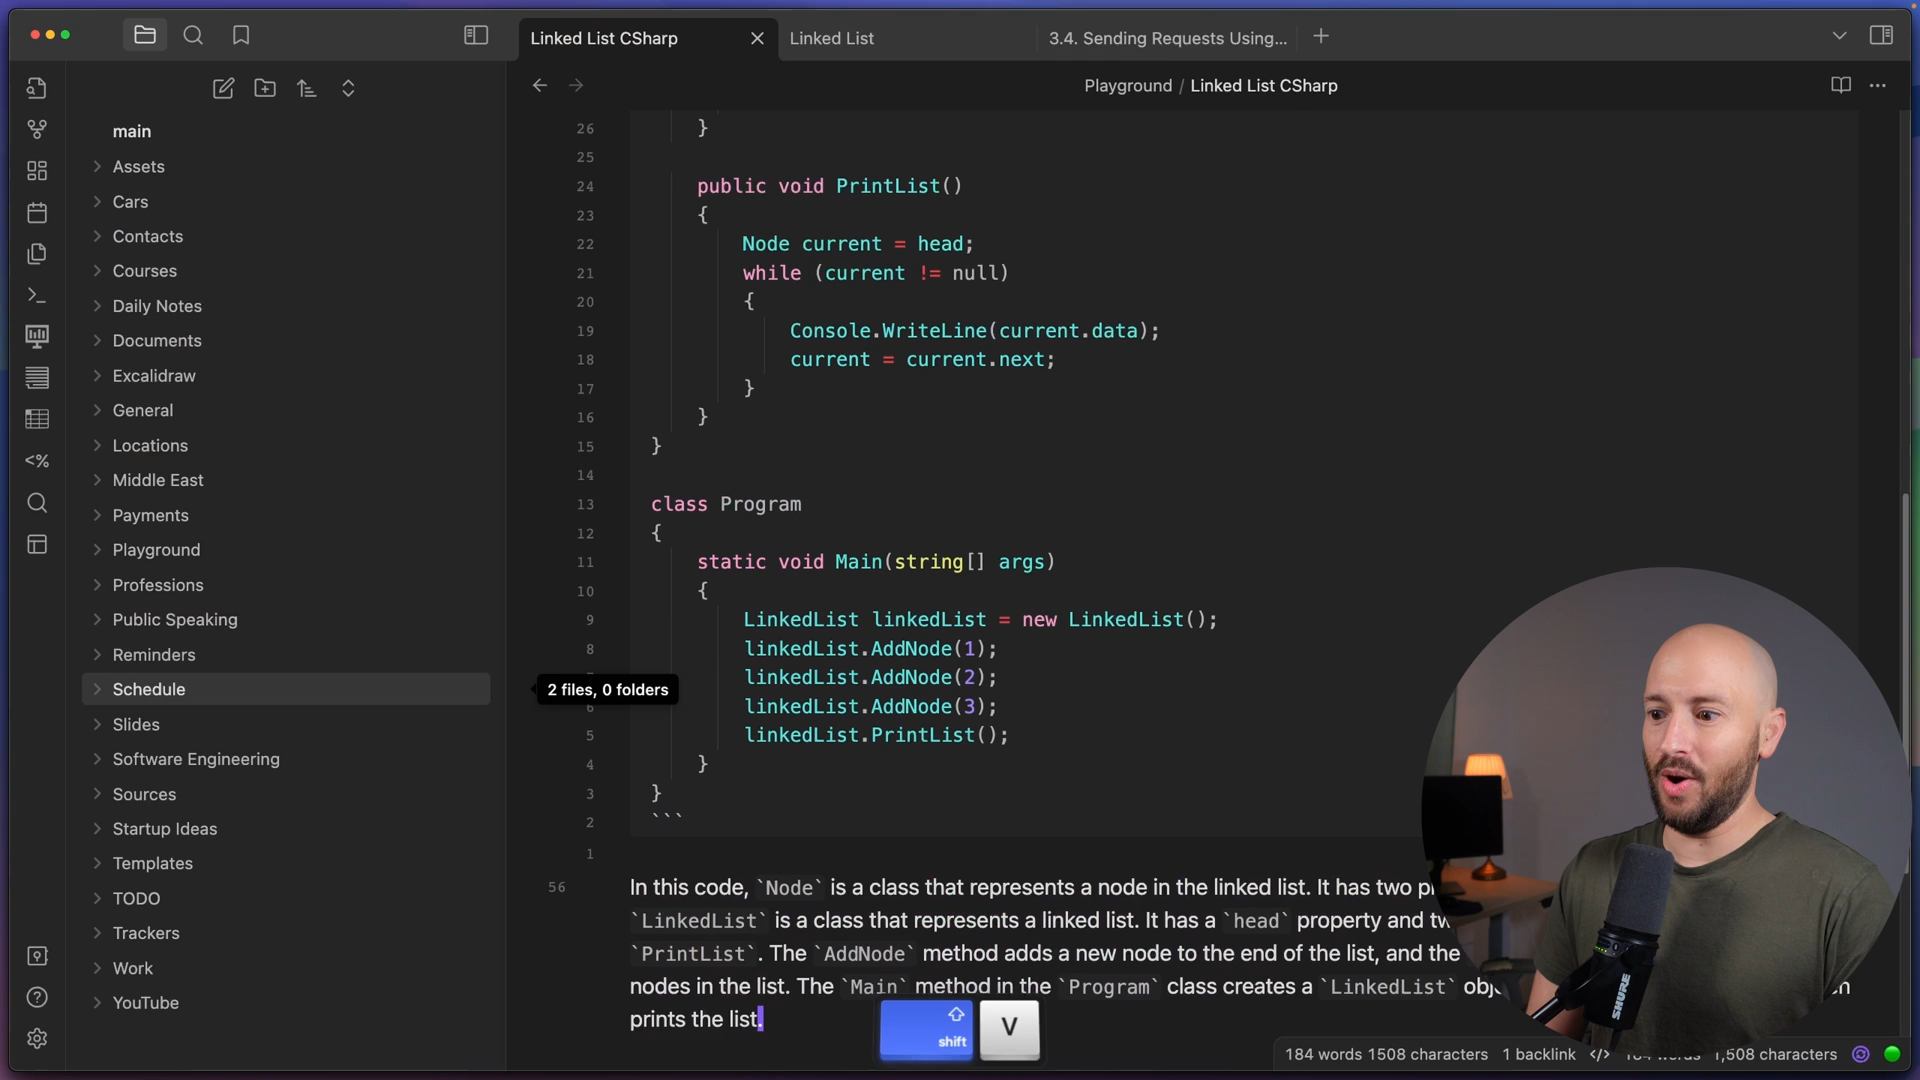 Linked List CSharp
Linked List
3.4. Sending Requests Using...
Playground / Linked List CSharp
main
Assets
Cars
Contacts
Courses
Daily Notes
Documents
Excalidraw
General
Locations
Middle East
Payments
Playground
Professions
Public Speaking
Reminders
Schedule
Slides
Software Engineering
Sources
Startup Ideas
Templates
TODO
Trackers
Work
YouTube
<%
2 files, 0 folders
26 }
25
24 public void PrintList()
23 {
22 Node current = head;
21 while (current != null)
20 {
19 Console.WriteLine(current.data);
18 current = current.next;
17 }
16 }
15 }
14
13 class Program
12 {
11 static void Main(string[] args)
10 {
9 LinkedList linkedList = new LinkedList();
8 linkedList.AddNode(1);
linkedList.AddNode(2);
6 linkedList.AddNode(3);
5 linkedList.PrintList();
4 }
3 }
2 ```
1
56 In this code, `Node` is a class that represents a node in the linked list. It has two
`LinkedList` is a class that represents a linked list. It has a `head` property and
`PrintList`. The `AddNode` method adds a new node to the end of the list, and the
nodes in the list. The `Main` method in the `Program` class creates a `LinkedList`
prints the list.
shift
V
SHURE
184 words 1508 characters 1 backlink </> 184 words 1,508 characters